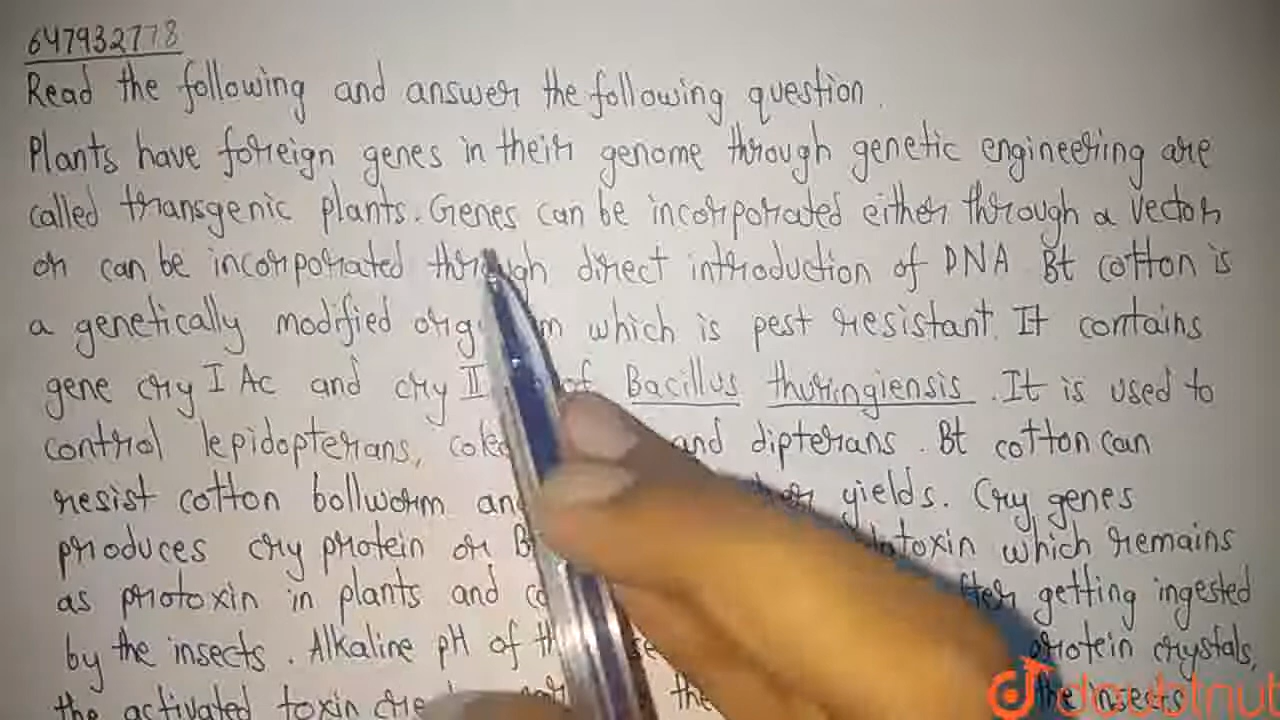 647932778
Read the following and answer the following question.
Plants have foreign genes in their genome through genetic engineering are
called transgenic plants. Genes can be incorporated either through a vector
or can be incorporated through direct introduction of DNA Bt cotton is
a genetically modified which is pest resistant. It contains
gene cry I Ac and cry II of Bacillus thuringiensis. It is used to
control lepidopterans, and dipterans. Bt cotton can
resist cotton bollworm yields. Cry genes
produces cry protein or which remains
as protoxin in plants and getting ingested
by the insects. Alkaline pH of protein crystals,
the activated toxin the insects
doubtnut